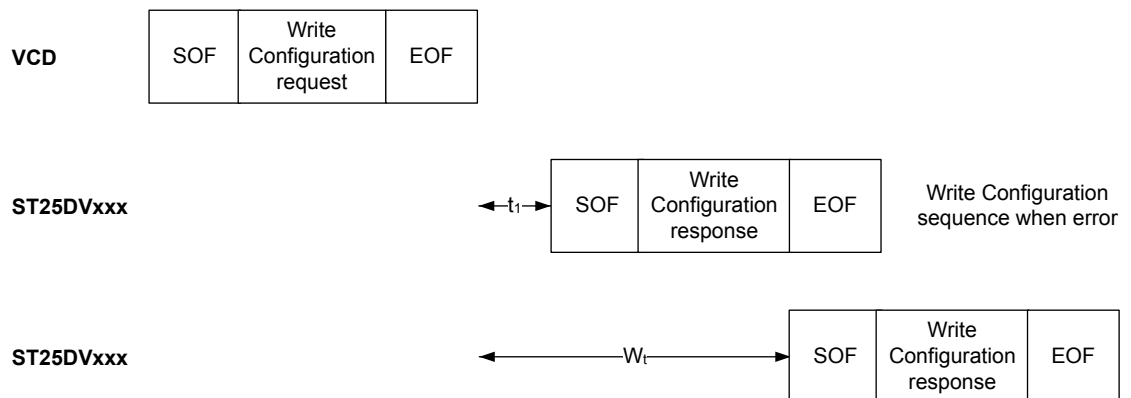 VCD
SOF
Write
Configuration
request
EOF
ST25DVxxx
t1
SOF
Write
Configuration
response
EOF
Write Configuration
sequence when error
ST25DVxxx
Wt
SOF
Write
Configuration
response
EOF